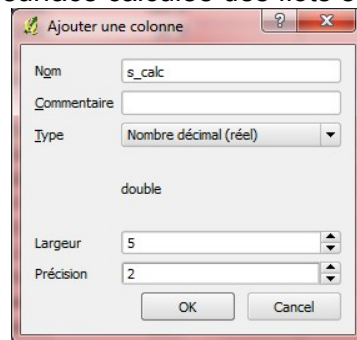 Ajouter une colonne
Nom s_calc
Commentaire
Type Nombre décimal (réel)
double
Largeur 5
Précision 2
OK Cancel